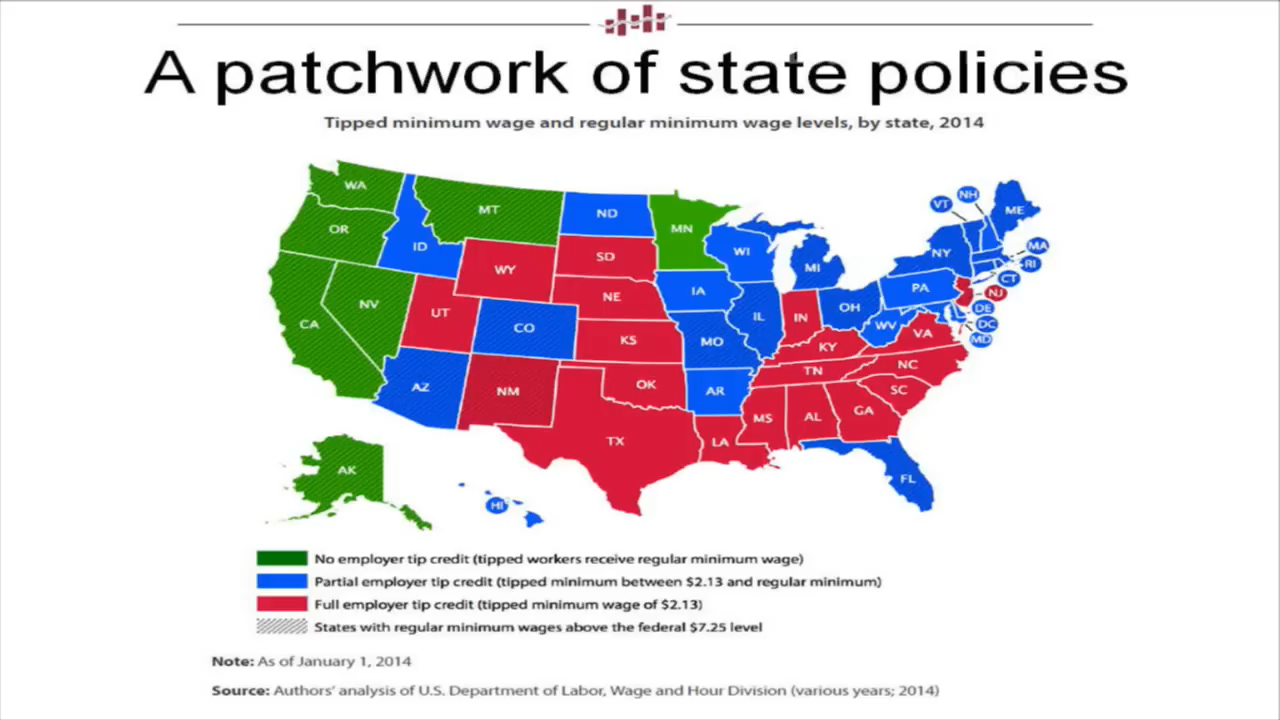 A patchwork of state policies
Tipped minimum wage and regular minimum wage levels, by state, 2014
WA
MT
ND
MN
OR
ID
WY
SD
WI
MI
VT
NH
ME
NY
MA
RI
CT
NV
CA
UT
CO
NE
IA
IL
IN
OH
PA
NJ
DE
DC
MD
KS
MO
KY
WV
VA
AZ
NM
OK
AR
TN
NC
SC
TX
LA
MS
AL
GA
FL
AK
HI
No employer tip credit (tipped workers receive regular minimum wage)
Partial employer tip credit (tipped minimum between $2.13 and regular minimum)
Full employer tip credit (tipped minimum wage of $2.13)
States with regular minimum wages above the federal $7.25 level
Note: As of January 1, 2014
Source: Authors' analysis of U.S. Department of Labor, Wage and Hour Division (various years; 2014)